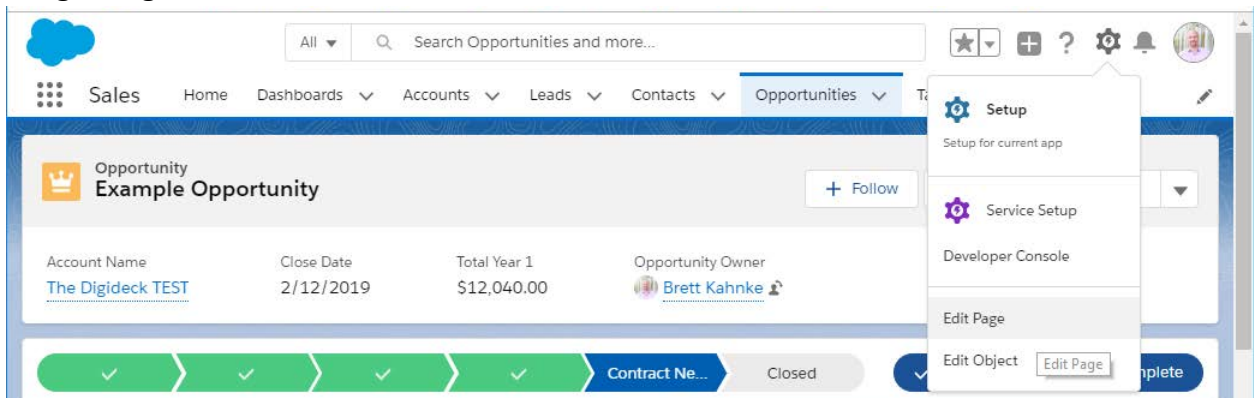 All
Search Opportunities and more...
Sales Home Dashboards Accounts Leads Contacts Opportunities
Setup
Setup for current app
Opportunity
Example Opportunity
+ Follow
Service Setup
Developer Console
Account Name Close Date Total Year 1 Opportunity Owner
The Digideck TEST 2/12/2019 $12,040.00 Brett Kahnke
Edit Page
Edit Object Edit Page
Contract Ne... Closed